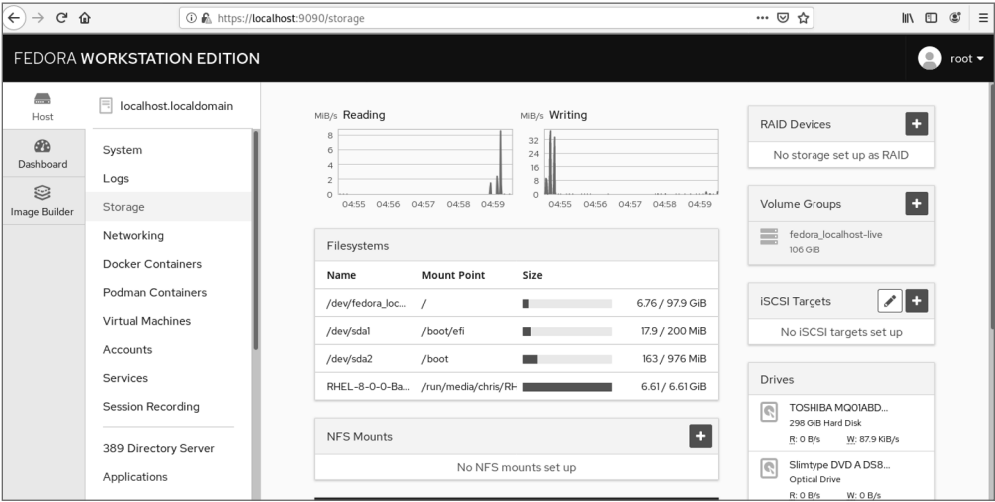 https://localhost:9090/storage
FEDORA WORKSTATION EDITION
root
Host
Dashboard
Image Builder
localhost.localdomain
System
Logs
Storage
Networking
Docker Containers
Podman Containers
Virtual Machines
Accounts
Services
Session Recording
389 Directory Server
Applications
MiB/s Reading
8
6
4
2
0
04:55 04:56 04:57 04:58 04:59
MiB/s Writing
32
24
16
8
0
04:55 04:56 04:57 04:58 04:59
Filesystems
Name Mount Point Size
/dev/fedora_loc... / 6.76 / 97.9 GiB
/dev/sda1 /boot/efi 17.9 / 200 MiB
/dev/sda2 /boot 163 / 976 MiB
RHEL-8-0-0-Ba... /run/media/chris/RH 6.61 / 6.61 GiB
NFS Mounts
No NFS mounts set up
RAID Devices
No storage set up as RAID
Volume Groups
fedora_localhost-live
106 GiB
iSCSI Targets
No iSCSI targets set up
Drives
TOSHIBA MQ01ABD...
298 GiB Hard Disk
R: 0 B/s W: 87.9 KiB/s
Slimtype DVD A DS8...
Optical Drive
R: 0 B/s W: 0 B/s